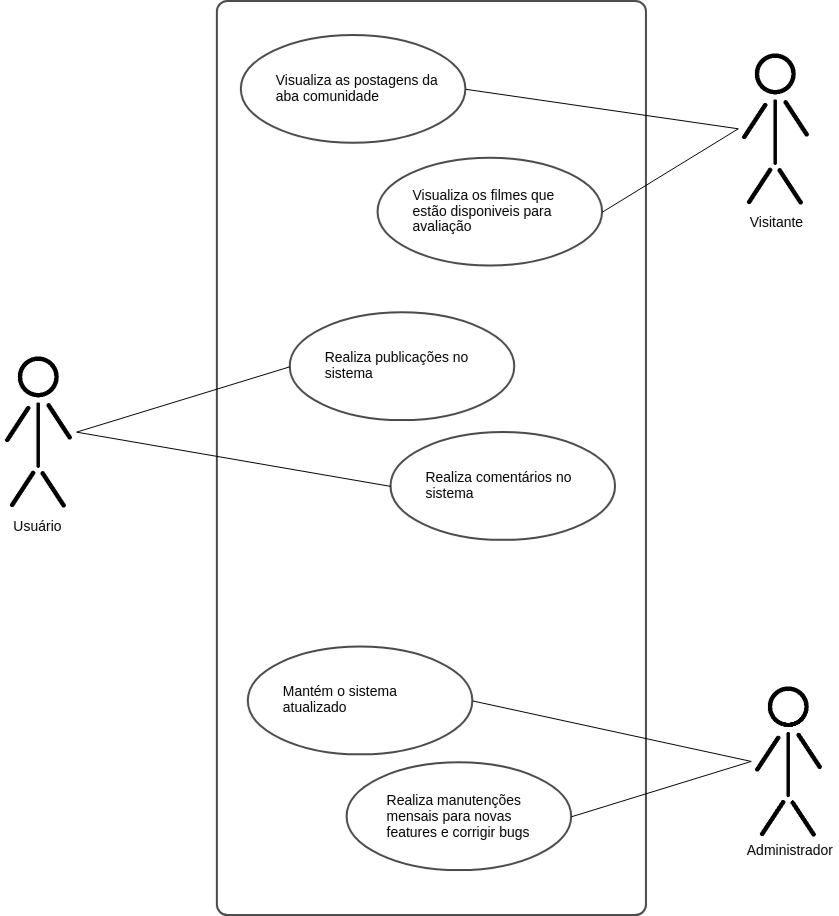 Visualiza as postagens da
aba comunidade
Visualiza os filmes que
estão disponiveis para
avaliação
Visitante
Realiza publicações no
sistema
Realiza comentários no
sistema
Usuário
Mantém o sistema
atualizado
Realiza manutenções
mensais para novas
features e corrigir bugs
Administrador